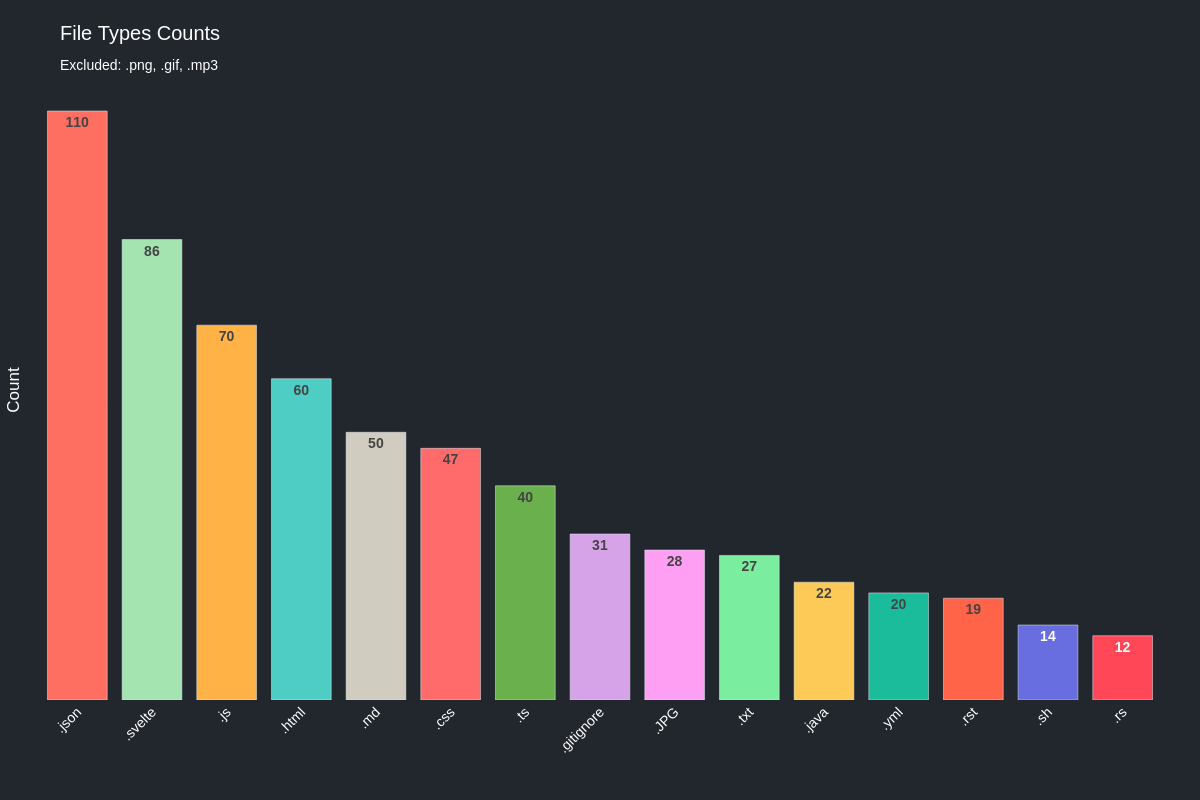 File Types Counts
Excluded: .png, .gif, .mp3
Count
110
86
70
60
50
47
40
31
28
27
22
20
19
14
12
.json
.svelte
.js
.html
.md
.css
.ts
.gitignore
.JPG
.txt
.java
.yml
.rst
.sh
.rs